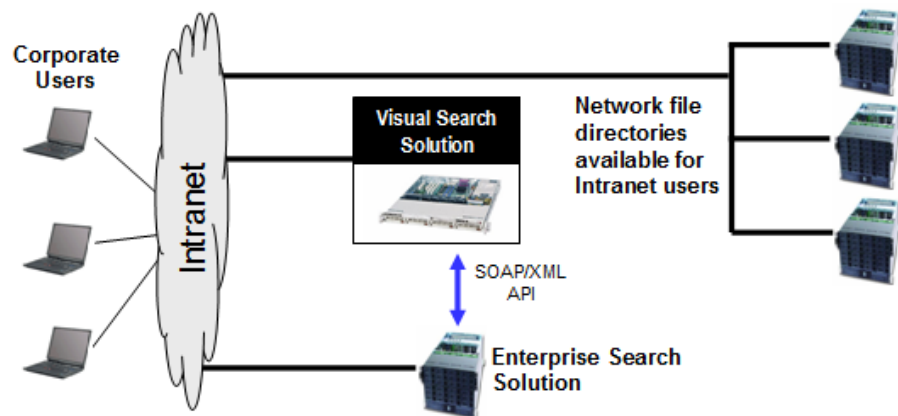 Corporate
Users
Intranet
Visual Search
Solution
Network file
directories
available for
Intranet users
SOAP/XML
API
Enterprise Search
Solution